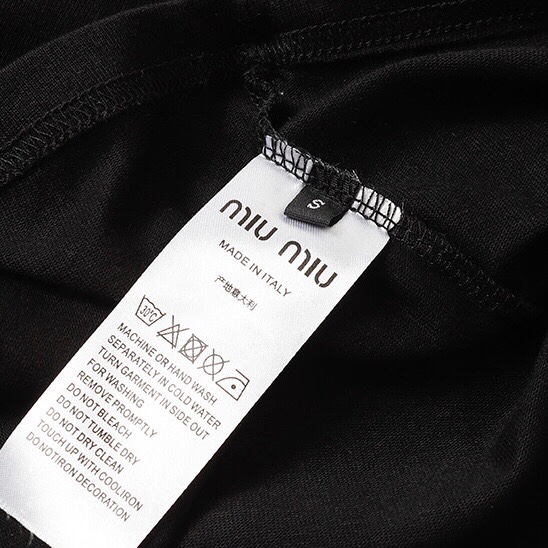 S
MIU MIU
MADE IN ITALY
产地意大利
30°C
MACHINE OR HAND WASH
SEPARATELY IN COLD WATER
TURN GARMENT IN SIDE OUT
FOR WASHING
REMOVE PROMPTLY
DO NOT BLEACH
DO NOT TUMBLE DRY
DO NOT DRY CLEAN
TOUCH UP WITH COOLIRON
DO NOTIRON DECORATION